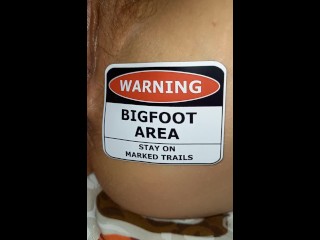 WARNING
BIGFOOT
AREA
STAY ON
MARKED TRAILS